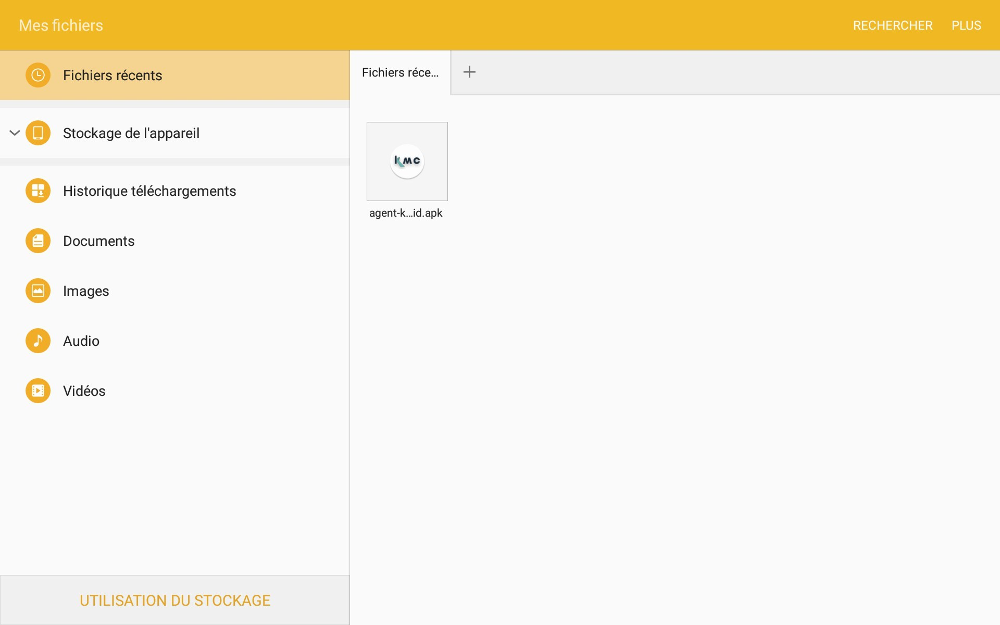 Mes fichiers
RECHERCHER
PLUS
Fichiers récents
Stockage de l'appareil
Historique téléchargements
Documents
Images
Audio
Vidéos
UTILISATION DU STOCKAGE
Fichiers réce...
kmc
agent-k...id.apk